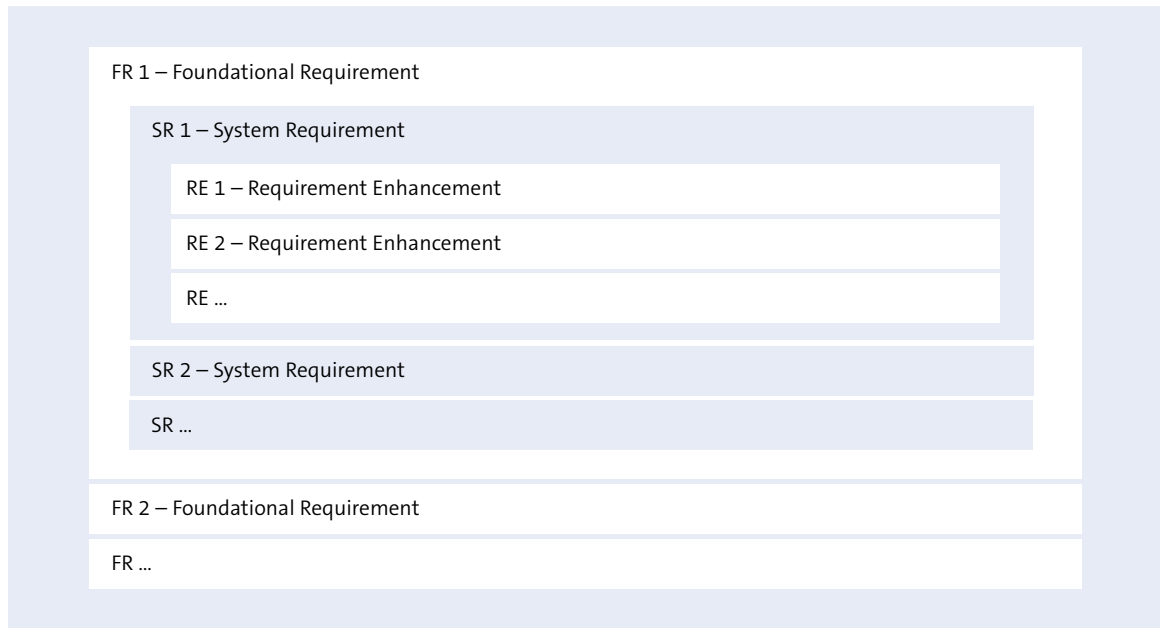 FR 1 – Foundational Requirement
SR 1 – System Requirement
RE 1 – Requirement Enhancement
RE 2 – Requirement Enhancement
RE ...
SR 2 – System Requirement
SR ...
FR 2 – Foundational Requirement
FR ...